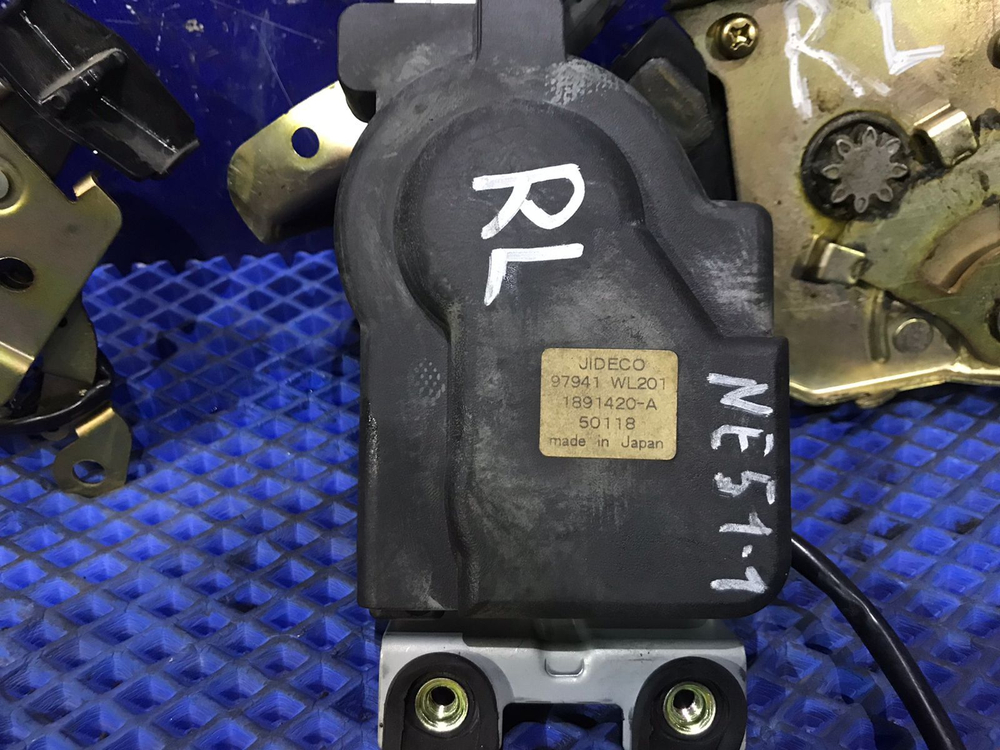 RL
RL
JIDECO
97941 WL201
1891420-A
50118
made in Japan
NE51.1